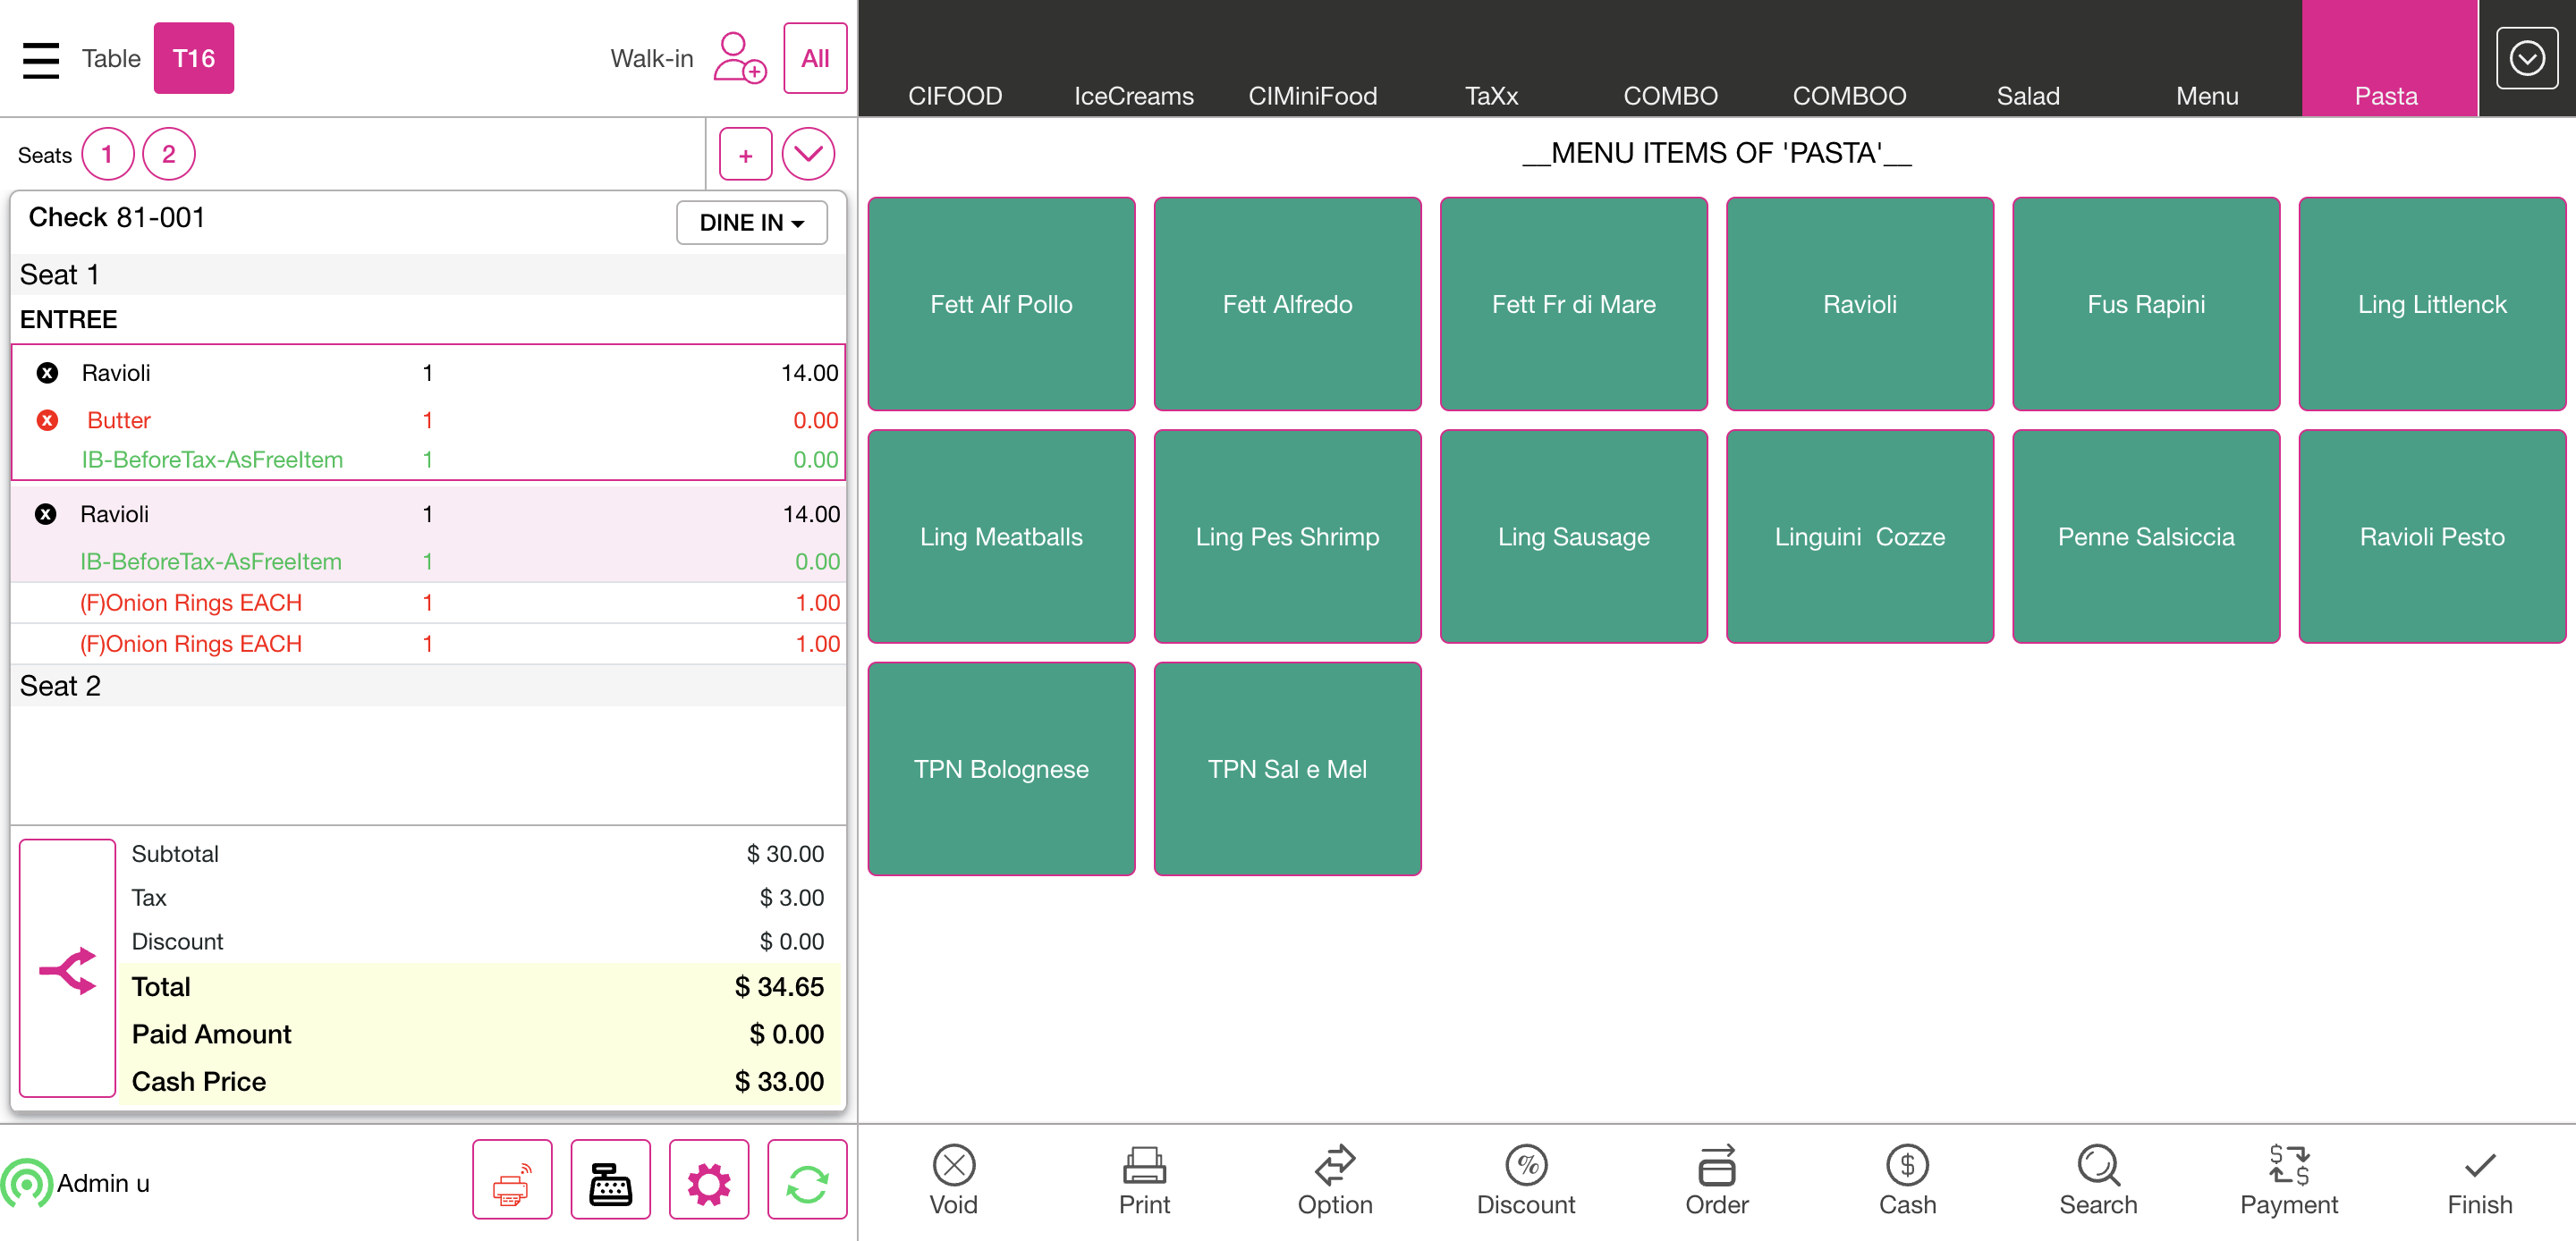 Table T16 Walk-in All
CIFOOD IceCreams CIMiniFood TaXx COMBO COMBOO Salad Menu Pasta
Seats 1 2 +
Check 81-001 DINE IN
Seat 1
ENTREE
Ravioli 1 14.00
Butter 1 0.00
IB-BeforeTax-AsFreeItem 1 0.00
Ravioli 1 14.00
IB-BeforeTax-AsFreeItem 1 0.00
(F)Onion Rings EACH 1 1.00
(F)Onion Rings EACH 1 1.00
Seat 2
Subtotal $ 30.00
Tax $ 3.00
Discount $ 0.00
Total $ 34.65
Paid Amount $ 0.00
Cash Price $ 33.00
Admin u
__MENU ITEMS OF 'PASTA'__
Fett Alf Pollo Fett Alfredo Fett Fr di Mare Ravioli Fus Rapini Ling Littlenck
Ling Meatballs Ling Pes Shrimp Ling Sausage Linguini  Cozze Penne Salsiccia Ravioli Pesto
TPN Bolognese TPN Sal e Mel
Void Print Option Discount Order Cash Search Payment Finish